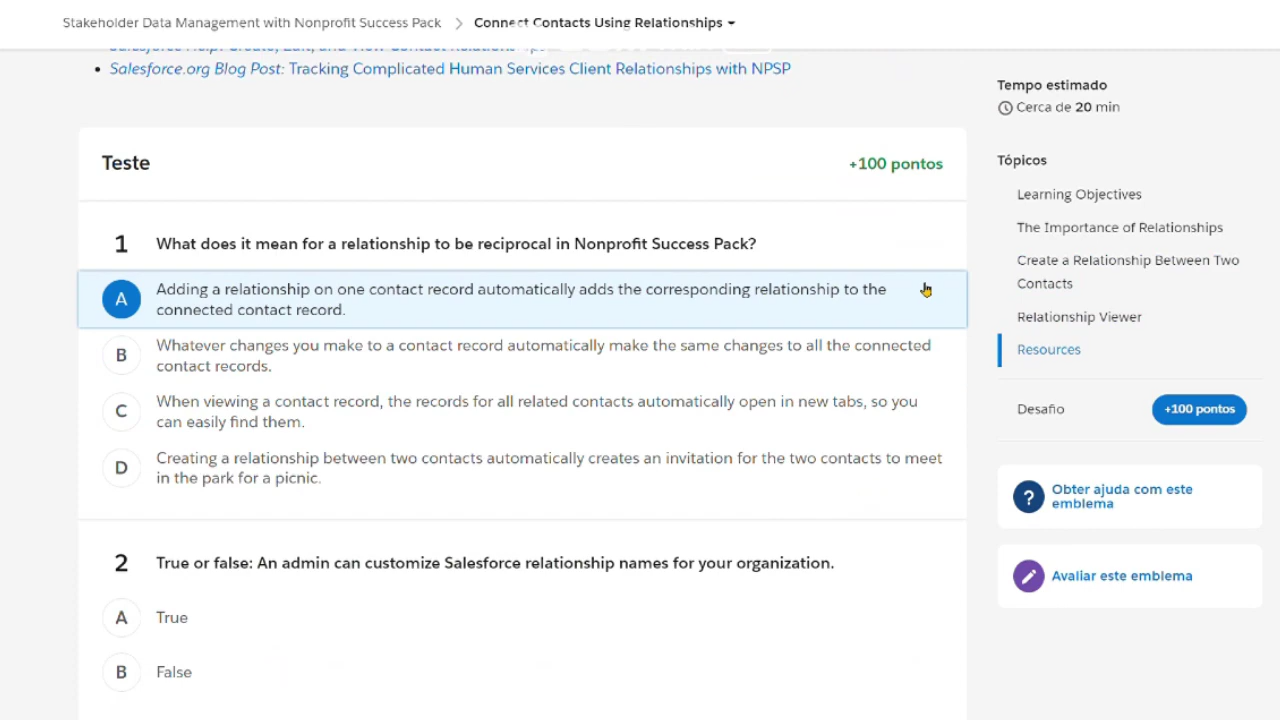 Stakeholder Data Management with Nonprofit Success Pack
Connect Contacts Using Relationships
Salesforce.org Blog Post: Tracking Complicated Human Services Client Relationships with NPSP
Teste
+100 pontos
1 What does it mean for a relationship to be reciprocal in Nonprofit Success Pack?
A Adding a relationship on one contact record automatically adds the corresponding relationship to the
connected contact record.
B Whatever changes you make to a contact record automatically make the same changes to all the connected
contact records.
C When viewing a contact record, the records for all related contacts automatically open in new tabs, so you
can easily find them.
D Creating a relationship between two contacts automatically creates an invitation for the two contacts to meet
in the park for a picnic.
2 True or false: An admin can customize Salesforce relationship names for your organization.
A True
B False
Tempo estimado
Cerca de 20 min
Tópicos
Learning Objectives
The Importance of Relationships
Create a Relationship Between Two
Contacts
Relationship Viewer
Resources
Desafio
+100 pontos
Obter ajuda com este
emblema
Avaliar este emblema